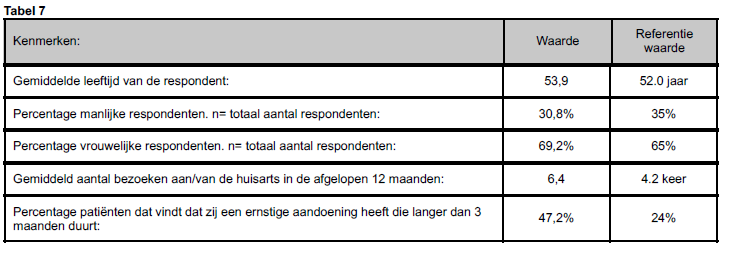 Tabel 7
Kenmerken: Waarde Referentie waarde
Gemiddelde leeftijd van de respondent: 53,9 52.0 jaar
Percentage manlijke respondenten. n= totaal aantal respondenten: 30,8% 35%
Percentage vrouwelijke respondenten. n= totaal aantal respondenten: 69,2% 65%
Gemiddeld aantal bezoeken aan/van de huisarts in de afgelopen 12 maanden: 6,4 4.2 keer
Percentage patiënten dat vindt dat zij een ernstige aandoening heeft die langer dan 3
maanden duurt: 47,2% 24%